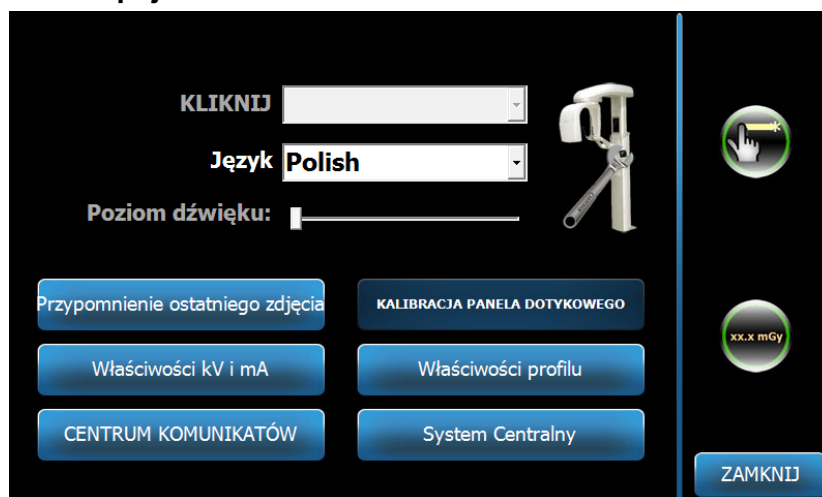 KLIKNIJ
Język Polish
Poziom dźwięku:
Przypomnienie ostatniego zdjęcia
KALIBRACJA PANELA DOTYKOWEGO
Właściwości kV i mA
Właściwości profilu
CENTRUM KOMUNIKATÓW
System Centralny
xx.x mGy
ZAMKNIJ